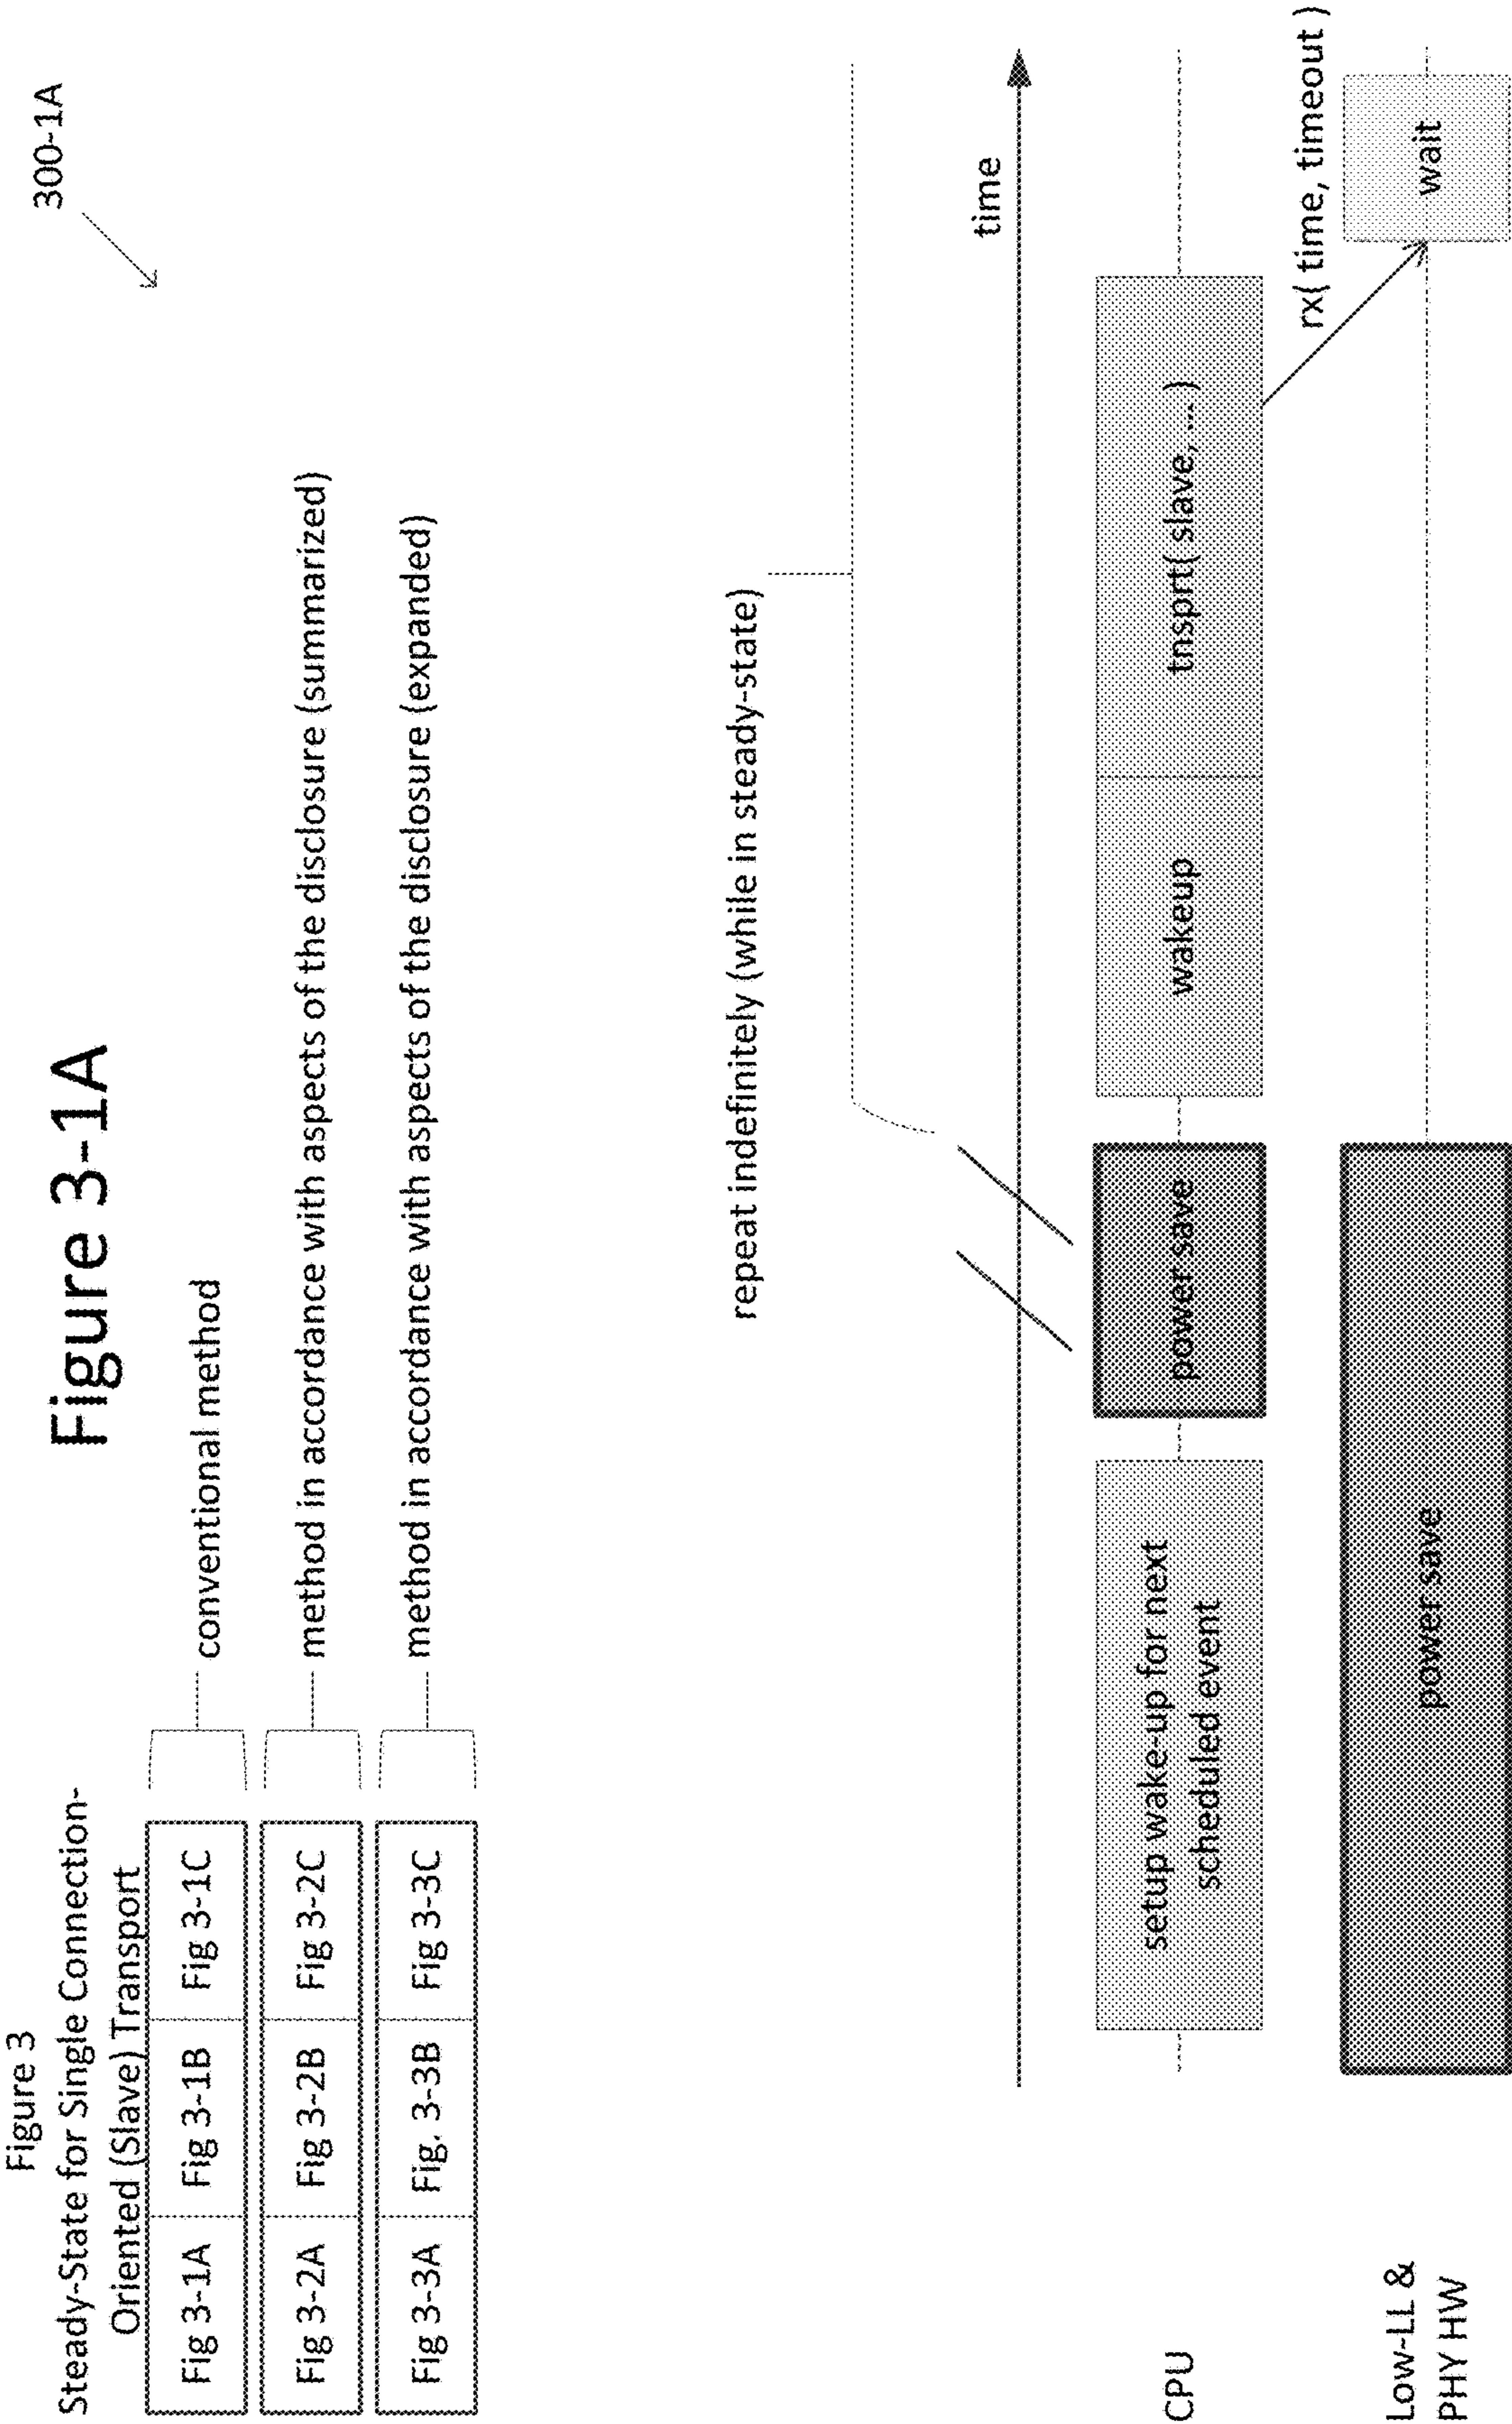 Figure 3
Steady-State for Single Connection-
Oriented (Slave) Transport
Fig 3-1A
Fig 3-1B
Fig 3-1C
conventional method
Fig 3-2A
Fig 3-2B
Fig 3-2C
method in accordance with aspects of the disclosure (summarized)
Fig 3-3A
Fig. 3-3B
Fig 3-3C
method in accordance with aspects of the disclosure (expanded)
Figure 3-1A
300-1A
repeat indefinitely (while in steady-state)
time
CPU
setup wake-up for next
scheduled event
power save
wakeup
tnsprt( slave, ... )
rx( time, timeout )
Low-LL &
PHY HW
power save
wait